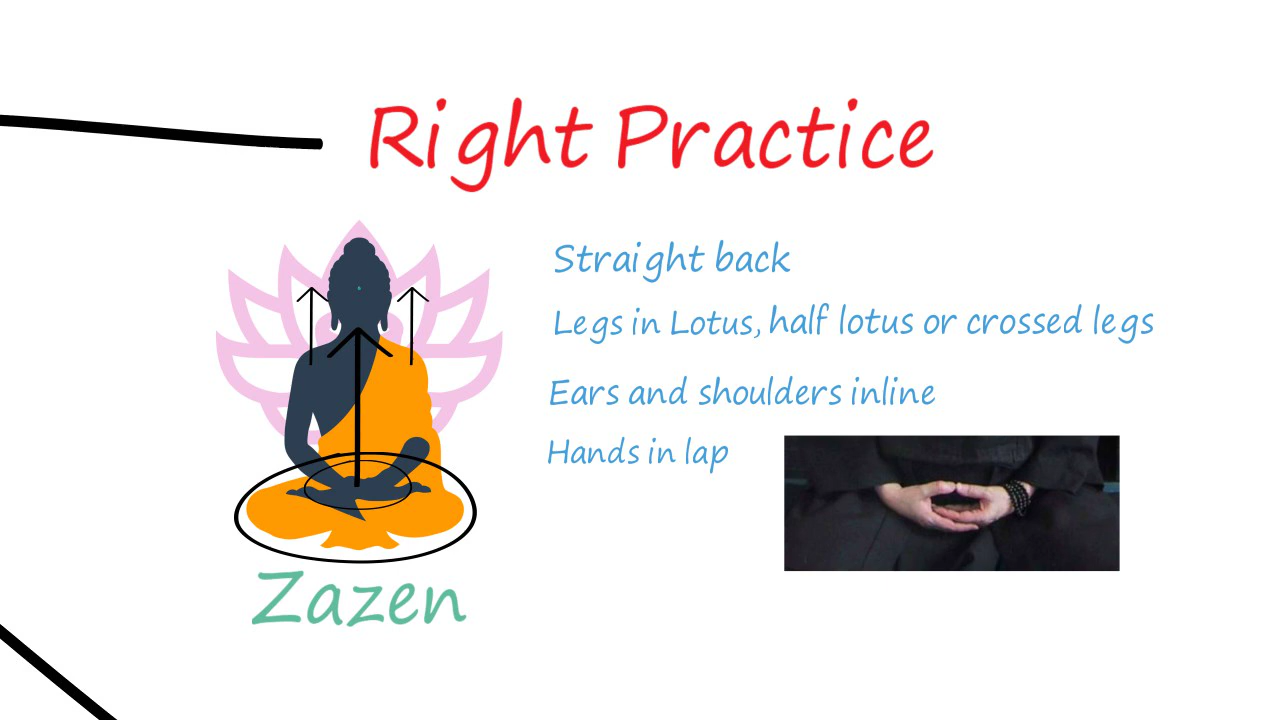 Right Practice
Straight back
Legs in Lotus, half lotus or crossed legs
Ears and shoulders inline
Hands in lap
Zazen